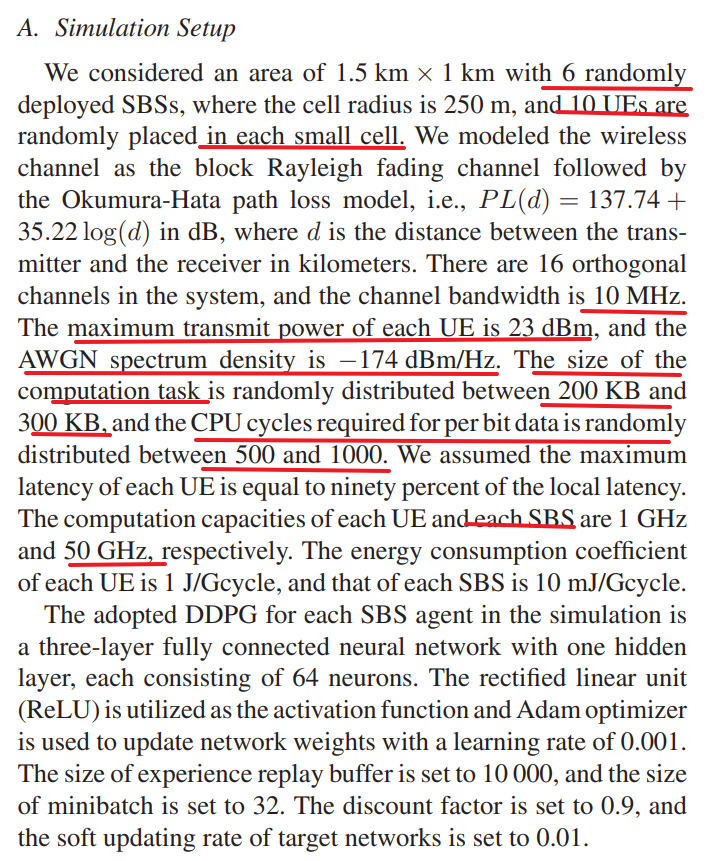 A. Simulation Setup
We considered an area of 1.5 km × 1 km with 6 randomly
deployed SBSs, where the cell radius is 250 m, and 10 UEs are
randomly placed in each small cell. We modeled the wireless
channel as the block Rayleigh fading channel followed by
the Okumura-Hata path loss model, i.e., PL(d) = 137.74 +
35.22 log(d) in dB, where d is the distance between the trans-
mitter and the receiver in kilometers. There are 16 orthogonal
channels in the system, and the channel bandwidth is 10 MHz.
The maximum transmit power of each UE is 23 dBm, and the
AWGN spectrum density is −174 dBm/Hz. The size of the
computation task is randomly distributed between 200 KB and
300 KB, and the CPU cycles required for per bit data is randomly
distributed between 500 and 1000. We assumed the maximum
latency of each UE is equal to ninety percent of the local latency.
The computation capacities of each UE and each SBS are 1 GHz
and 50 GHz, respectively. The energy consumption coefficient
of each UE is 1 J/Gcycle, and that of each SBS is 10 mJ/Gcycle.
The adopted DDPG for each SBS agent in the simulation is
a three-layer fully connected neural network with one hidden
layer, each consisting of 64 neurons. The rectified linear unit
(ReLU) is utilized as the activation function and Adam optimizer
is used to update network weights with a learning rate of 0.001.
The size of experience replay buffer is set to 10 000, and the size
of minibatch is set to 32. The discount factor is set to 0.9, and
the soft updating rate of target networks is set to 0.01.